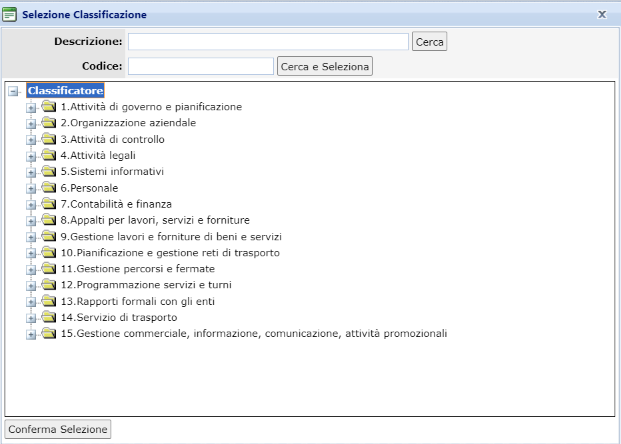 Selezione Classificazione
Descrizione: Cerca
Codice: Cerca e Seleziona
Classificatore
1.Attività di governo e pianificazione
2.Organizzazione aziendale
3.Attività di controllo
4.Attività legali
5.Sistemi informativi
6.Personale
7.Contabilità e finanza
8.Appalti per lavori, servizi e forniture
9.Gestione lavori e forniture di beni e servizi
10.Pianificazione e gestione reti di trasporto
11.Gestione percorsi e fermate
12.Programmazione servizi e turni
13.Rapporti formali con gli enti
14.Servizio di trasporto
15.Gestione commerciale, informazione, comunicazione, attività promozionali
Conferma Selezione